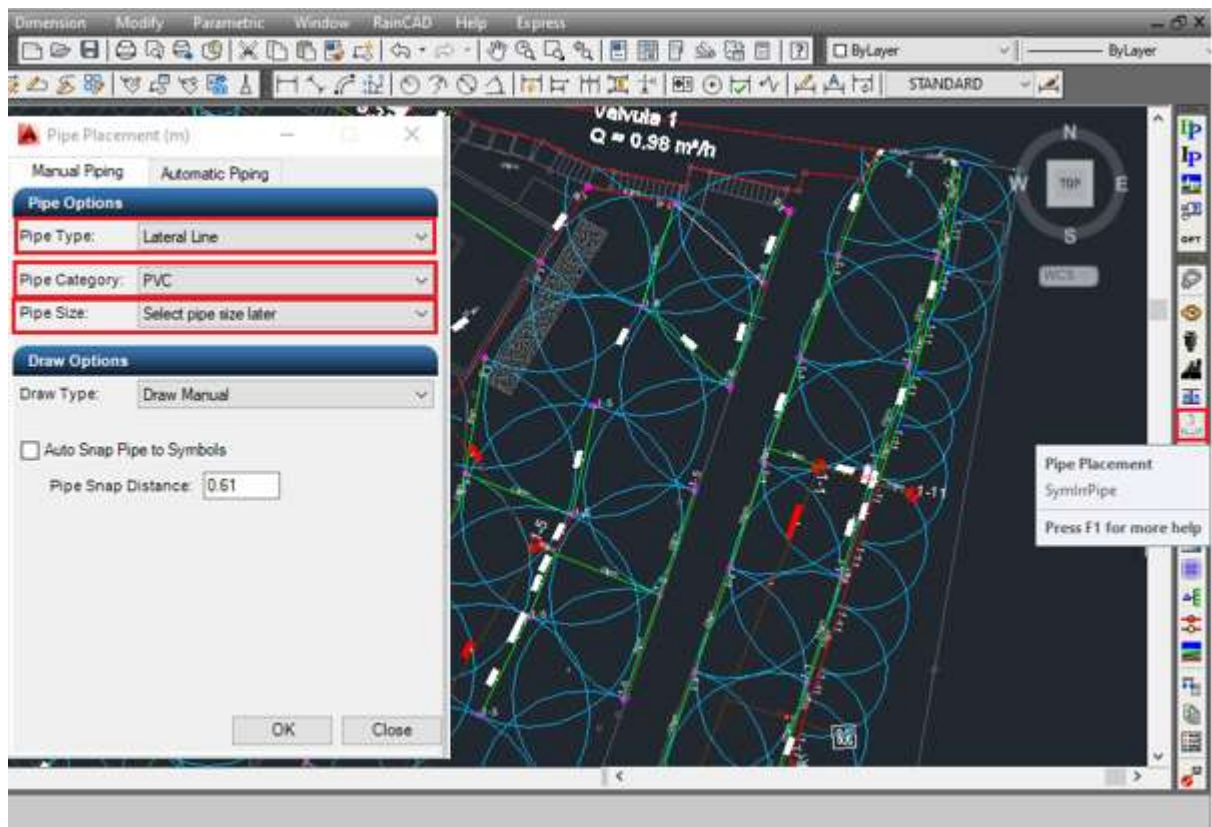 Dimension Modify Parametric Window RainCAD Help Express
ByLayer ByLayer
STANDARD
Pipe Placement (m)
Manual Piping Automatic Piping
Pipe Options
Pipe Type: Lateral Line
Pipe Category: PVC
Pipe Size: Select pipe size later
Draw Options
Draw Type: Draw Manual
Auto Snap Pipe to Symbols
Pipe Snap Distance: 0.61
OK Close
Valvula 1
Q = 0.98 m³/h
N
W TOP E
S
WCS
1-11
Pipe Placement
SymInPipe
Press F1 for more help